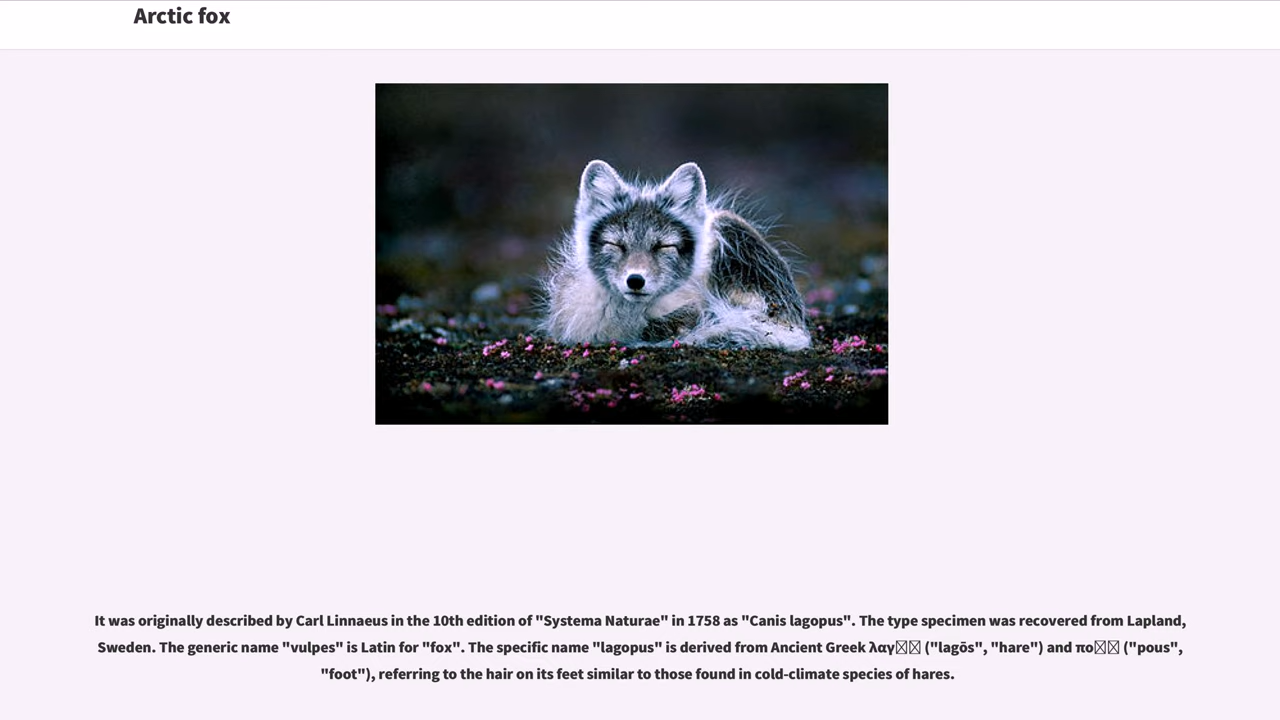 Arctic fox
It was originally described by Carl Linnaeus in the 10th edition of "Systema Naturae" in 1758 as "Canis lagopus". The type specimen was recovered from Lapland,
Sweden. The generic name "vulpes" is Latin for "fox". The specific name "lagopus" is derived from Ancient Greek λαγ ("lagōs", "hare") and πο ("pous",
"foot"), referring to the hair on its feet similar to those found in cold-climate species of hares.